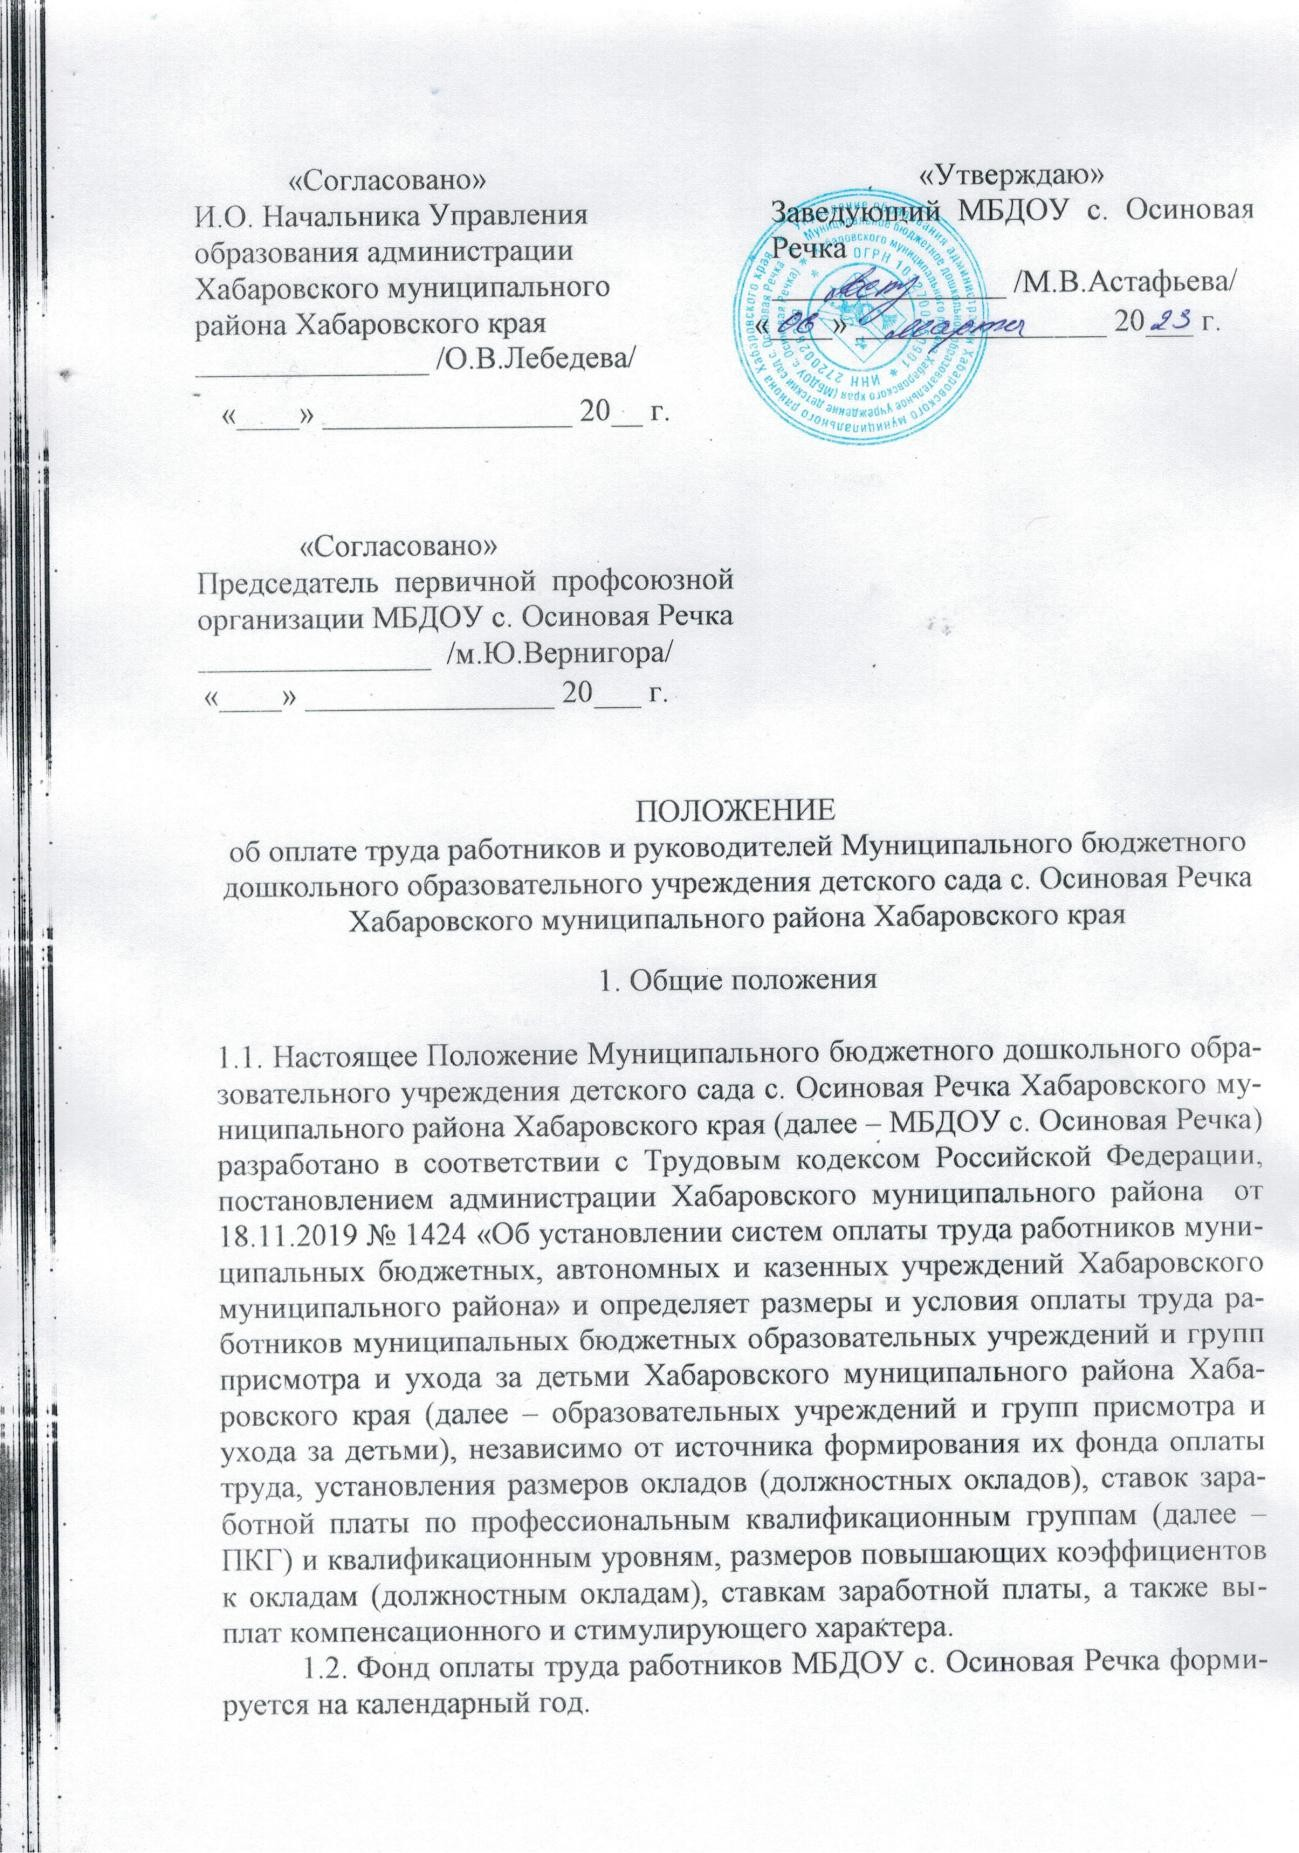 «Согласовано»
И.О. Начальника Управления
образования администрации
Хабаровского муниципального
района Хабаровского края
_______________ /О.В.Лебедева/
«____» ________________ 20__ г.
«Утверждаю»
Заведующий МБДОУ с. Осиновая
Речка
_______________ /М.В.Астафьева/
«03» марта 2023 г.
«Согласовано»
Председатель первичной профсоюзной
организации МБДОУ с. Осиновая Речка
_______________ /м.Ю.Вернигора/
«____» ________________ 20___ г.
ПОЛОЖЕНИЕ
об оплате труда работников и руководителей Муниципального бюджетного
дошкольного образовательного учреждения детского сада с. Осиновая Речка
Хабаровского муниципального района Хабаровского края
1. Общие положения
1.1. Настоящее Положение Муниципального бюджетного дошкольного обра-
зовательного учреждения детского сада с. Осиновая Речка Хабаровского му-
ниципального района Хабаровского края (далее – МБДОУ с. Осиновая Речка)
разработано в соответствии с Трудовым кодексом Российской Федерации,
постановлением администрации Хабаровского муниципального района от
18.11.2019 № 1424 «Об установлении систем оплаты труда работников муни-
ципальных бюджетных, автономных и казенных учреждений Хабаровского
муниципального района» и определяет размеры и условия оплаты труда ра-
ботников муниципальных бюджетных образовательных учреждений и групп
присмотра и ухода за детьми Хабаровского муниципального района Хаба-
ровского края (далее – образовательных учреждений и групп присмотра и
ухода за детьми), независимо от источника формирования их фонда оплаты
труда, установления размеров окладов (должностных окладов), ставок зара-
ботной платы по профессиональным квалификационным группам (далее –
ПКГ) и квалификационным уровням, размеров повышающих коэффициентов
к окладам (должностным окладам), ставкам заработной платы, а также вы-
плат компенсационного и стимулирующего характера.
1.2. Фонд оплаты труда работников МБДОУ с. Осиновая Речка форми-
руется на календарный год.